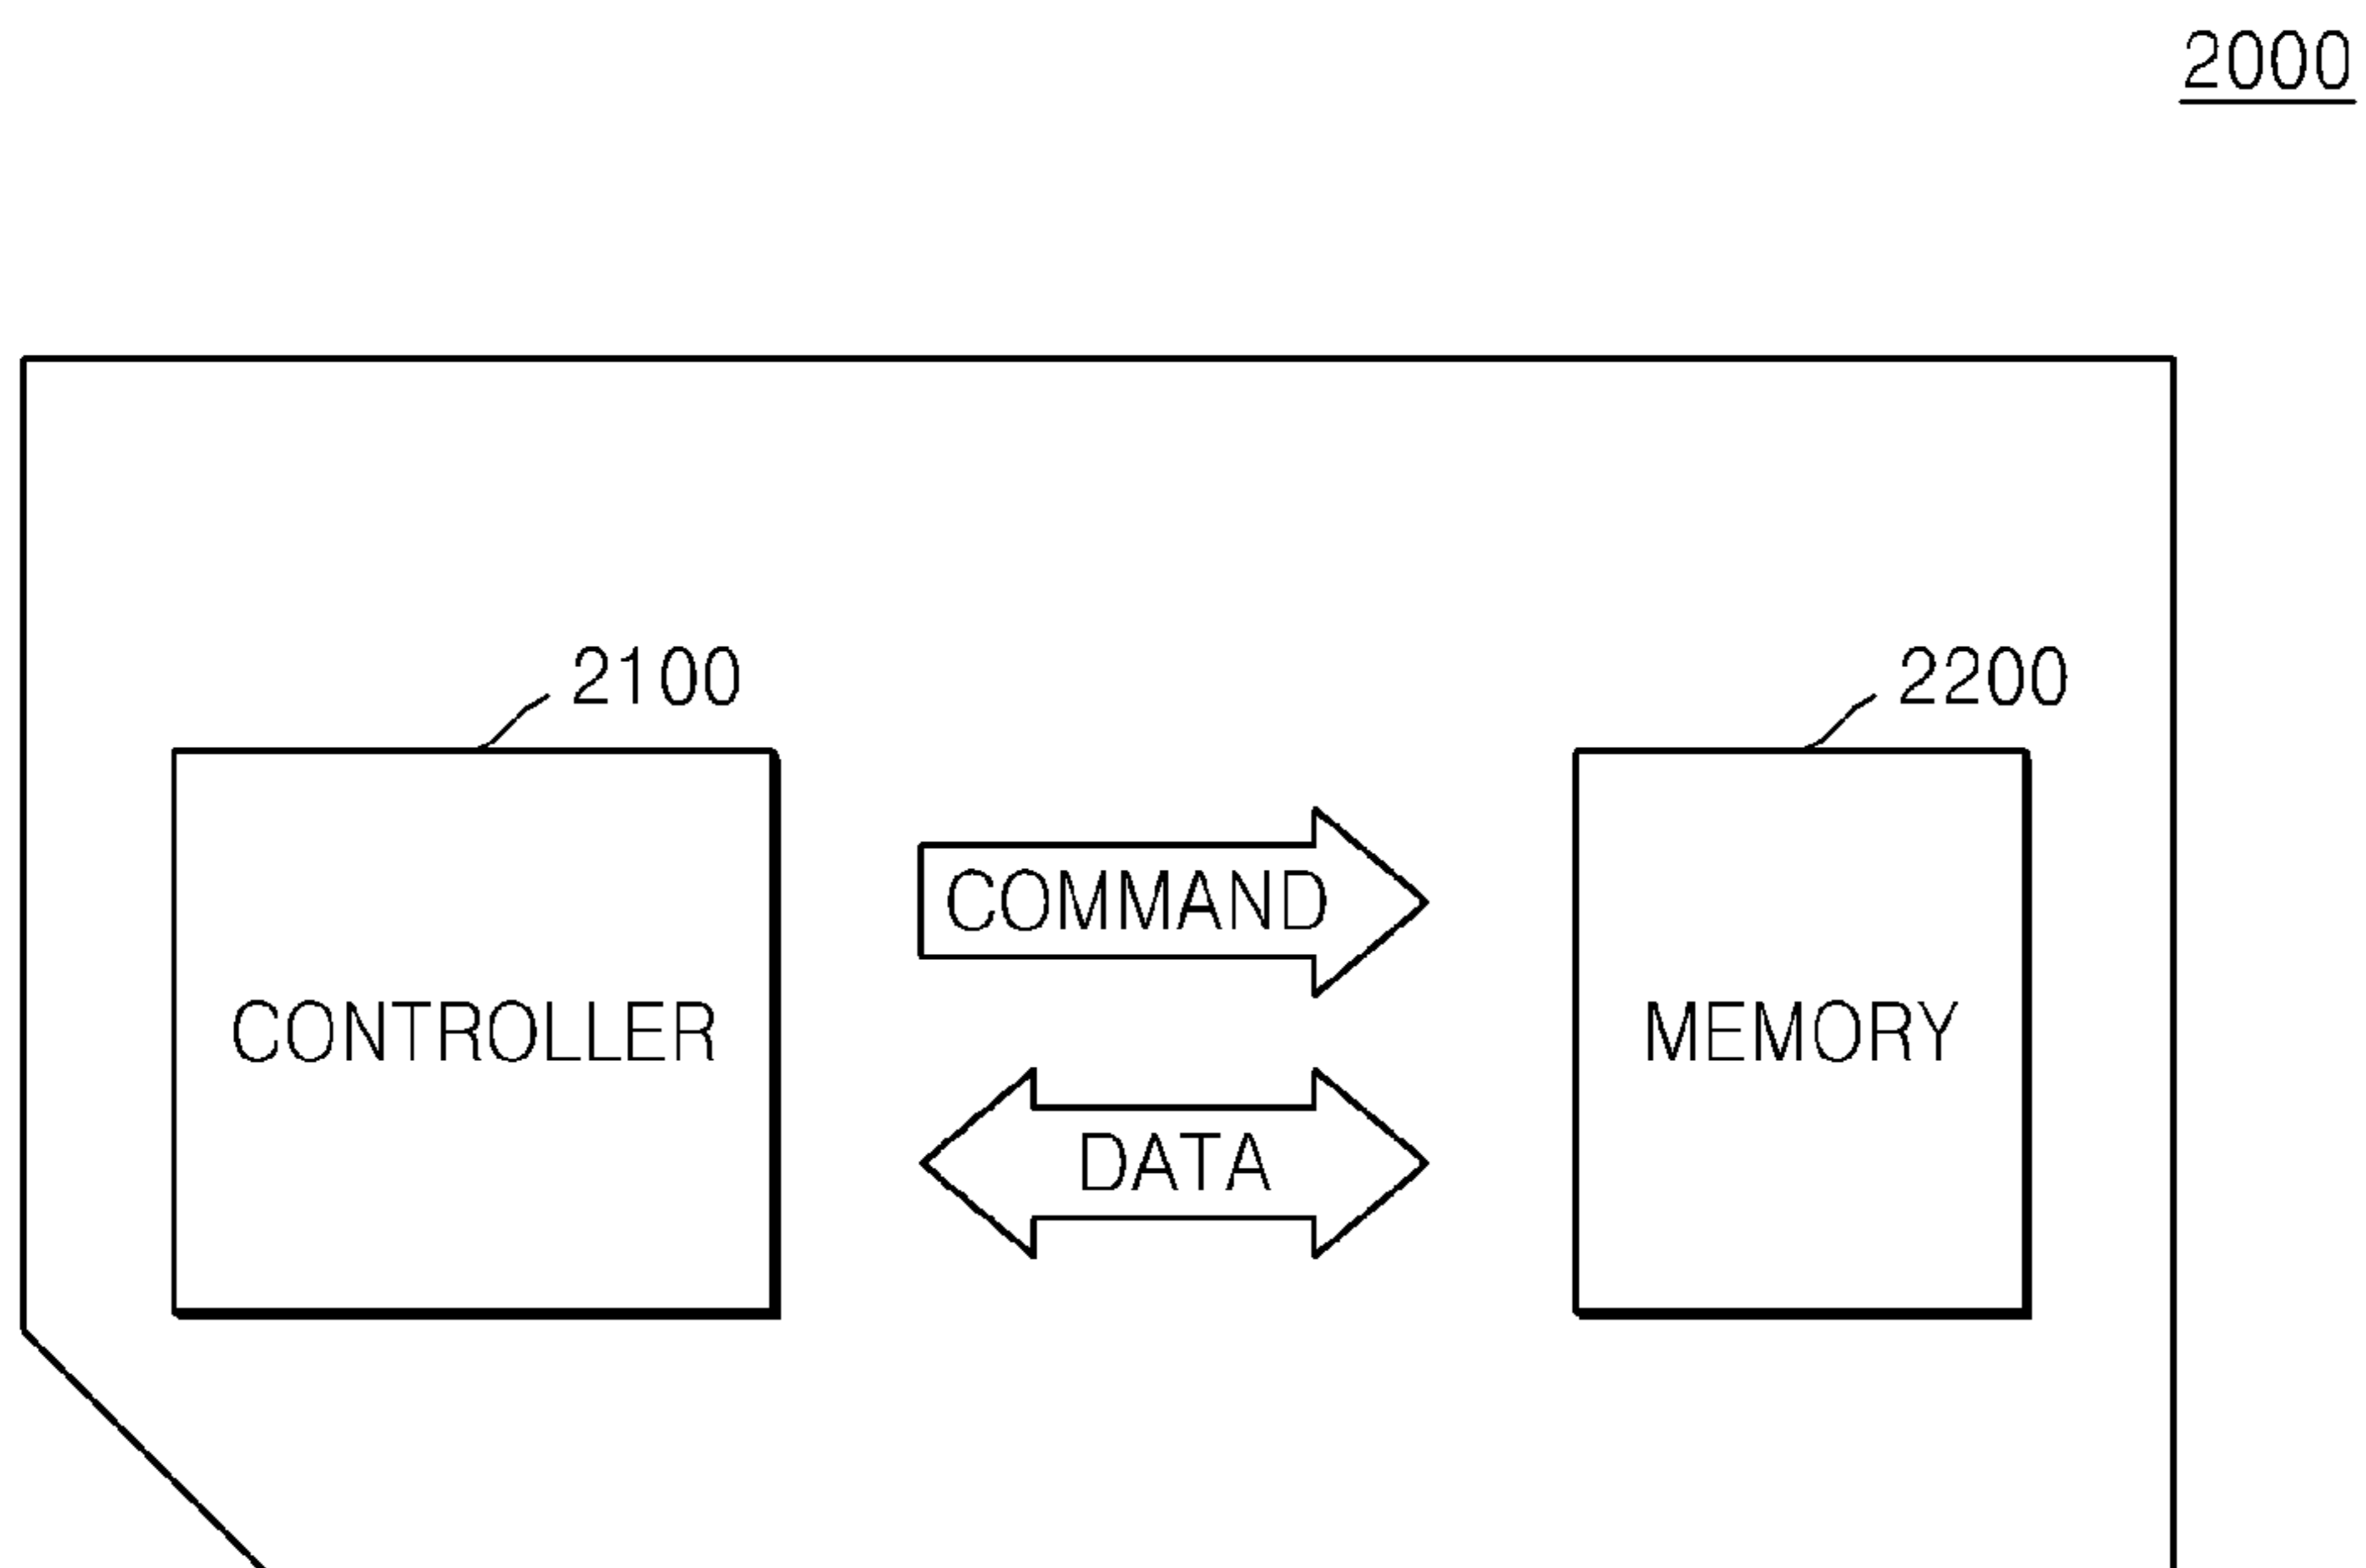 2000
2100
2200
COMMAND
CONTROLLER
MEMORY
DATA